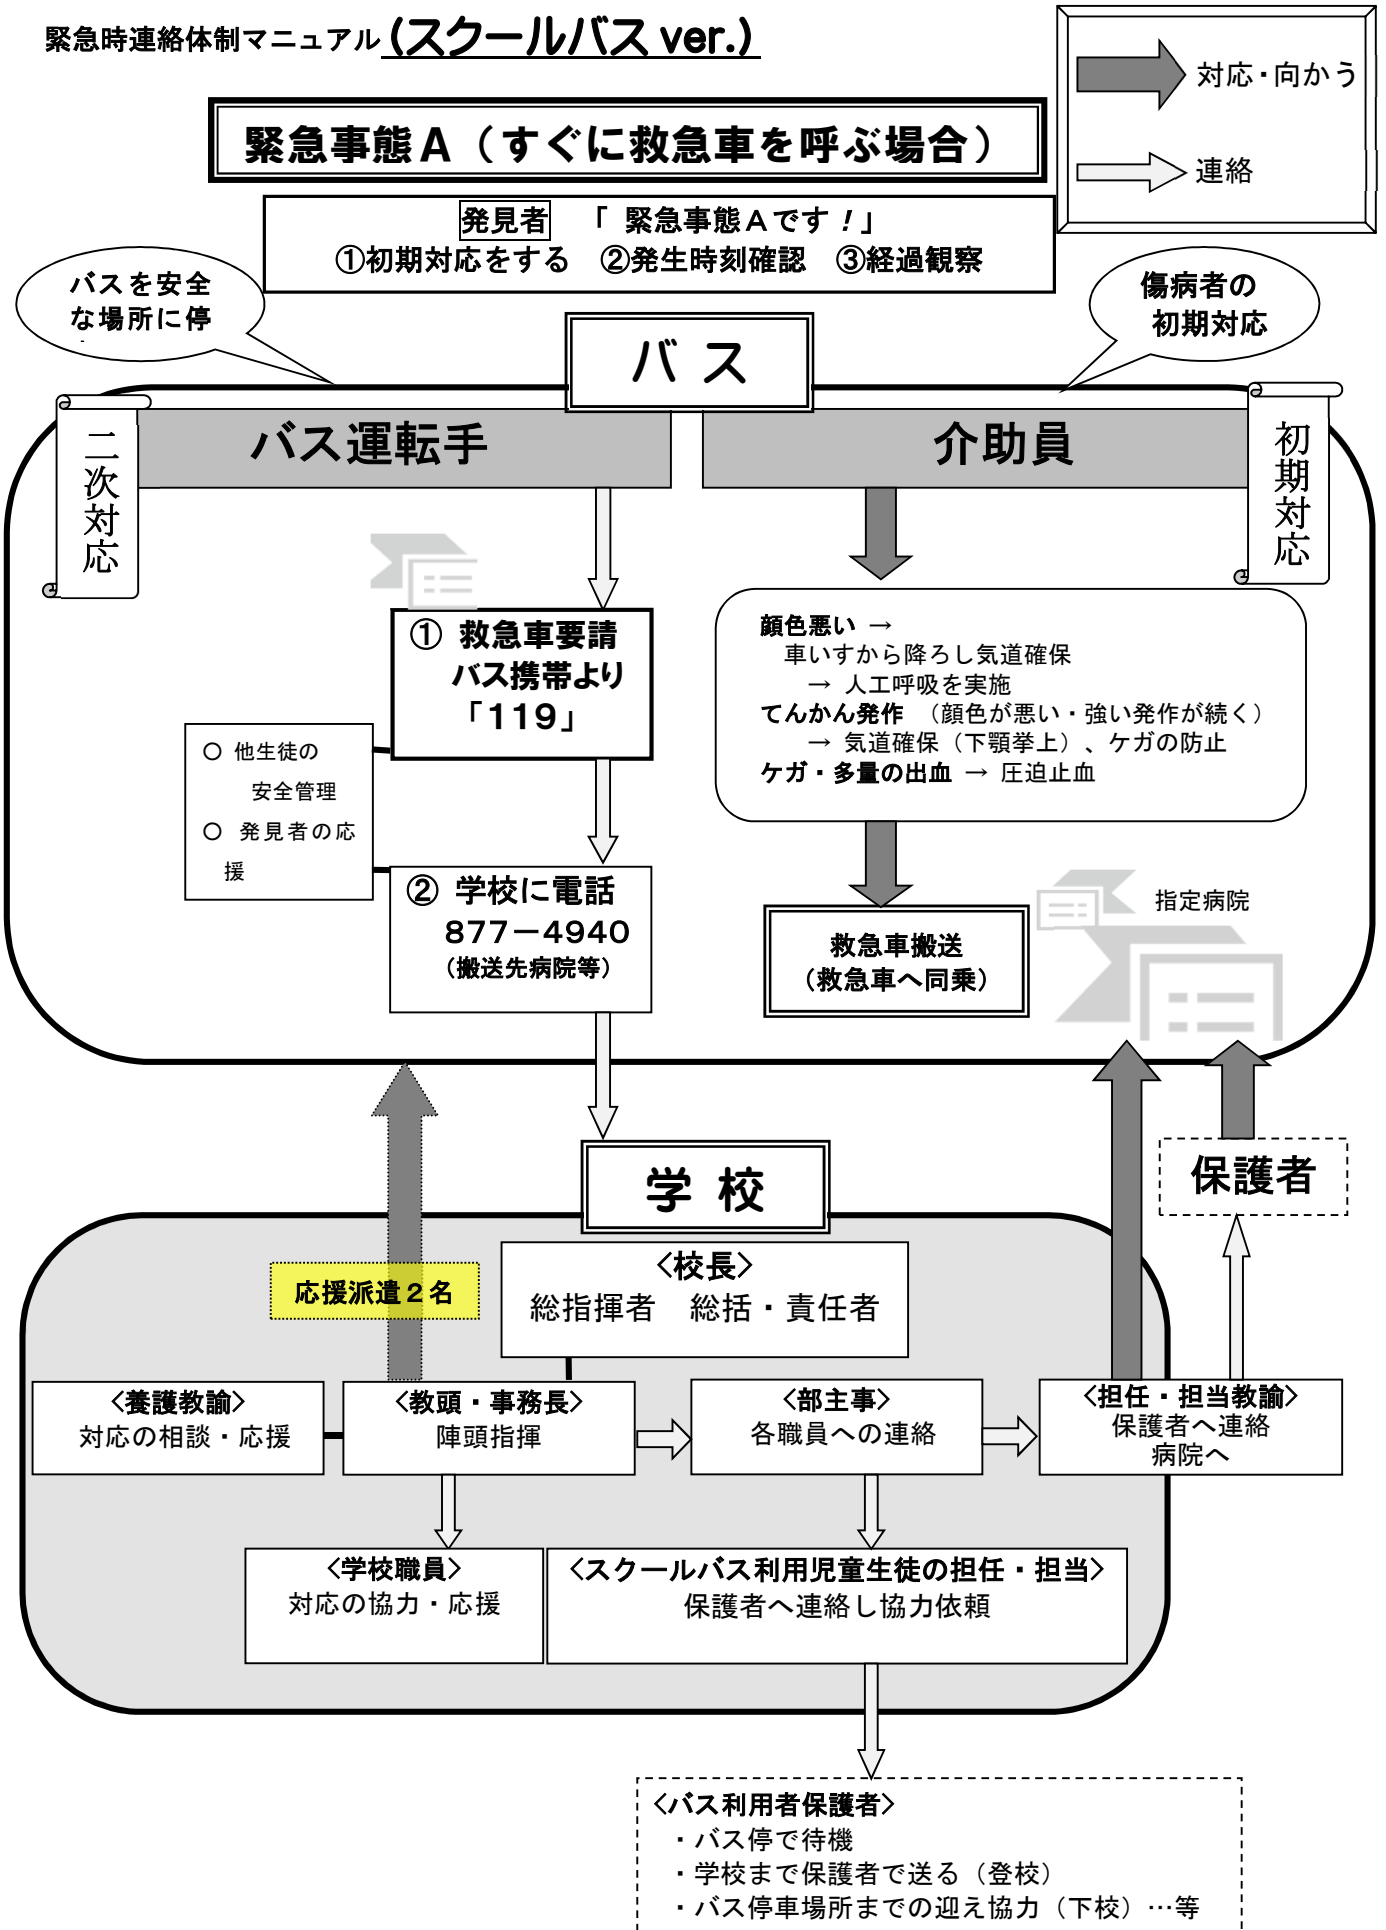 緊急時連絡体制マニュアル(スクールバス ver.)
対応・向かう
連絡
緊急事態A（すぐに救急車を呼ぶ場合）
発見者　「 緊急事態Aです！」
①初期対応をする　②発生時刻確認　③経過観察
バスを安全
な場所に停
傷病者の
初期対応
バス
バス運転手
介助員
二次対応
初期対応
① 救急車要請
バス携帯より
「119」
〇 他生徒の
安全管理
〇 発見者の応
援
② 学校に電話
877－4940
（搬送先病院等）
顔色悪い →
車いすから降ろし気道確保
→ 人工呼吸を実施
てんかん発作 （顔色が悪い・強い発作が続く）
→ 気道確保（下顎挙上）、ケガの防止
ケガ・多量の出血 → 圧迫止血
救急車搬送
（救急車へ同乗）
指定病院
保護者
学校
応援派遣２名
〈校長〉
総指揮者　総括・責任者
〈養護教諭〉
対応の相談・応援
〈教頭・事務長〉
陣頭指揮
〈部主事〉
各職員への連絡
〈担任・担当教諭〉
保護者へ連絡
病院へ
〈学校職員〉
対応の協力・応援
〈スクールバス利用児童生徒の担任・担当〉
保護者へ連絡し協力依頼
〈バス利用者保護者〉
・バス停で待機
・学校まで保護者で送る（登校）
・バス停車場所までの迎え協力（下校）…等